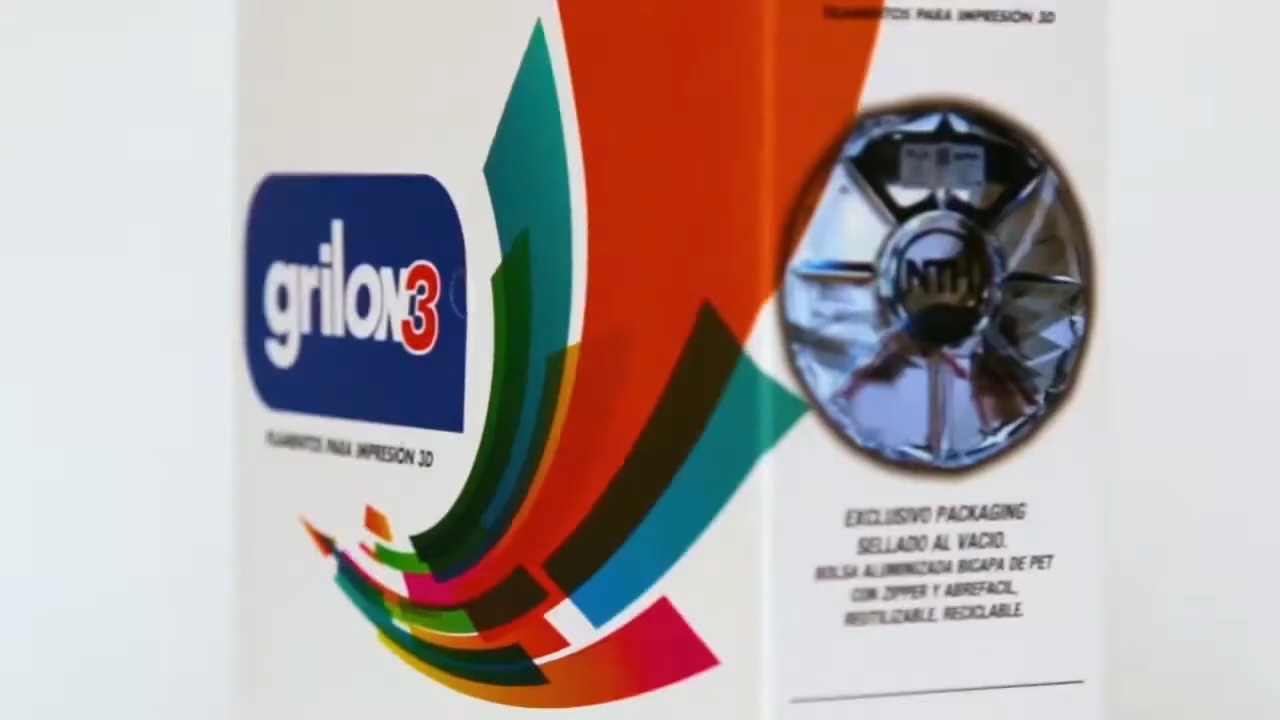 grilon3
FILAMENTOS PARA IMPRESIÓN 3D
FILAMENTOS PARA IMPRESIÓN 3D
NTH
EXCLUSIVO PACKAGING
SELLADO AL VACIO.
BOLSA ALUMINIZADA BICAPA DE PET
CON ZIPPER Y ABREFACIL,
REUTILIZABLE, RECICLABLE.